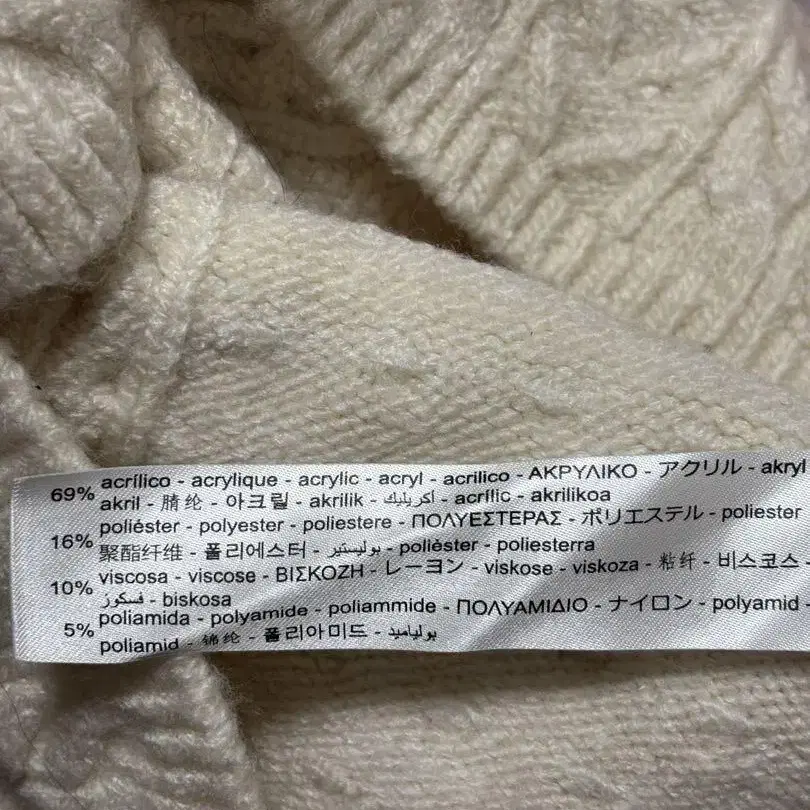 69% acrílico - acrylique - acrylic - acryl - acrilico - ΑΚΡΥΛΙΚΟ - アクリル - akryl
akril - 腈纶 - 아크릴 - akrilik - أكريليك - acrílic - akrilikoa
16% poliéster - polyester - poliestere - ΠΟΛΥΕΣΤΕΡΑΣ - ポリエステル - poliester
聚酯纤维 - 폴리에스터 - بوليستير - polièster - poliesterra
10% viscosa - viscose - ΒΙΣΚΟΖΗ - レーヨン - viskose - viskoza - 粘纤 - 비스코스 -
فسكوز - biskosa
5% poliamida - polyamide - poliammide - ΠΟΛΥΑΜΙΔΙΟ - ナイロン - polyamid -
poliamid - 锦纶 - 폴리아미드 - بولياميد